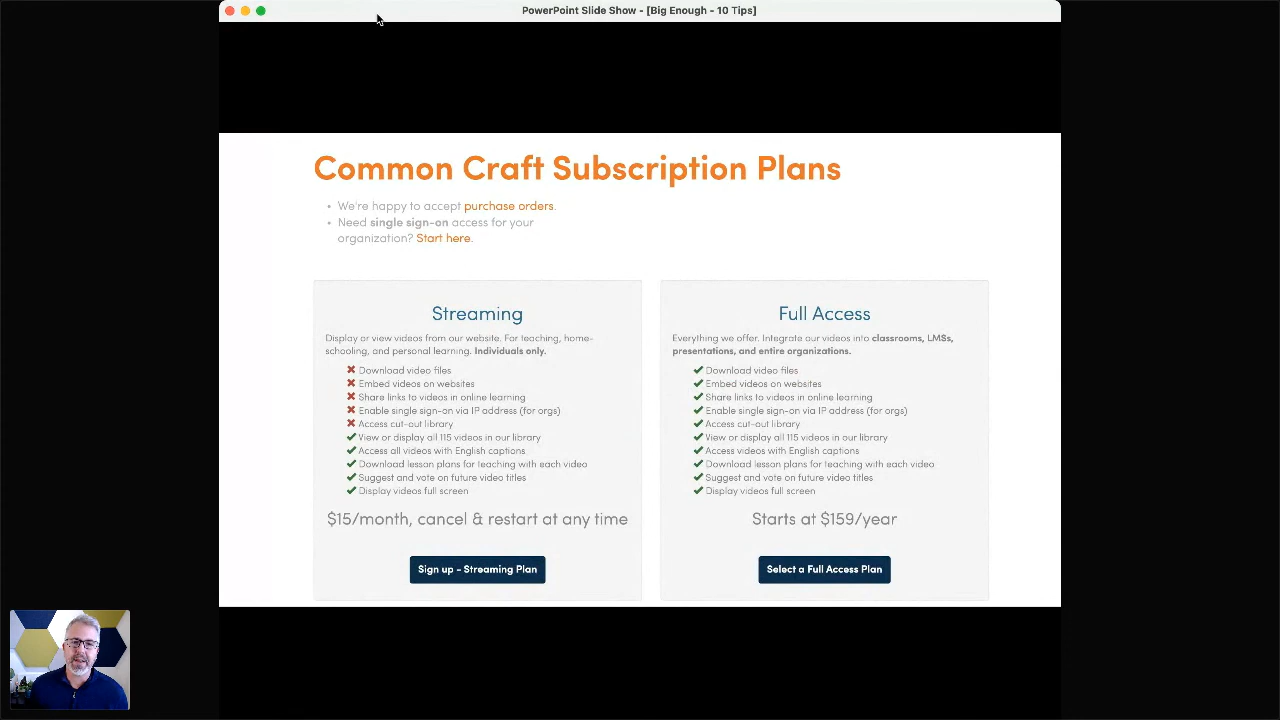 PowerPoint Slide Show - [Big Enough - 10 Tips]
Common Craft Subscription Plans
• We're happy to accept purchase orders.
• Need single sign-on access for your
organization? Start here.
Streaming
Display or view videos from our website. For teaching, home-
schooling, and personal learning. Individuals only.
✖ Download video files
✖ Embed videos on websites
✖ Share links to videos in online learning
✖ Enable single sign-on via IP address (for orgs)
✖ Access cut-out library
✔ View or display all 115 videos in our library
✔ Access all videos with English captions
✔ Download lesson plans for teaching with each video
✔ Suggest and vote on future video titles
✔ Display videos full screen
$15/month, cancel & restart at any time
Sign up - Streaming Plan
Full Access
Everything we offer. Integrate our videos into classrooms, LMSs,
presentations, and entire organizations.
✔ Download video files
✔ Embed videos on websites
✔ Share links to videos in online learning
✔ Enable single sign-on via IP address (for orgs)
✔ Access cut-out library
✔ View or display all 115 videos in our library
✔ Access videos with English captions
✔ Download lesson plans for teaching with each video
✔ Suggest and vote on future video titles
✔ Display videos full screen
Starts at $159/year
Select a Full Access Plan